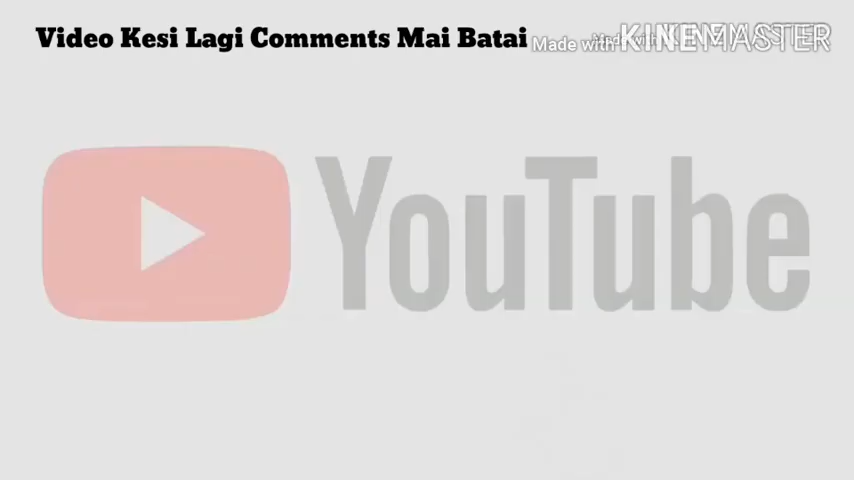 Video Kesi Lagi Comments Mai Batai
Made with KINEMASTER
YouTube